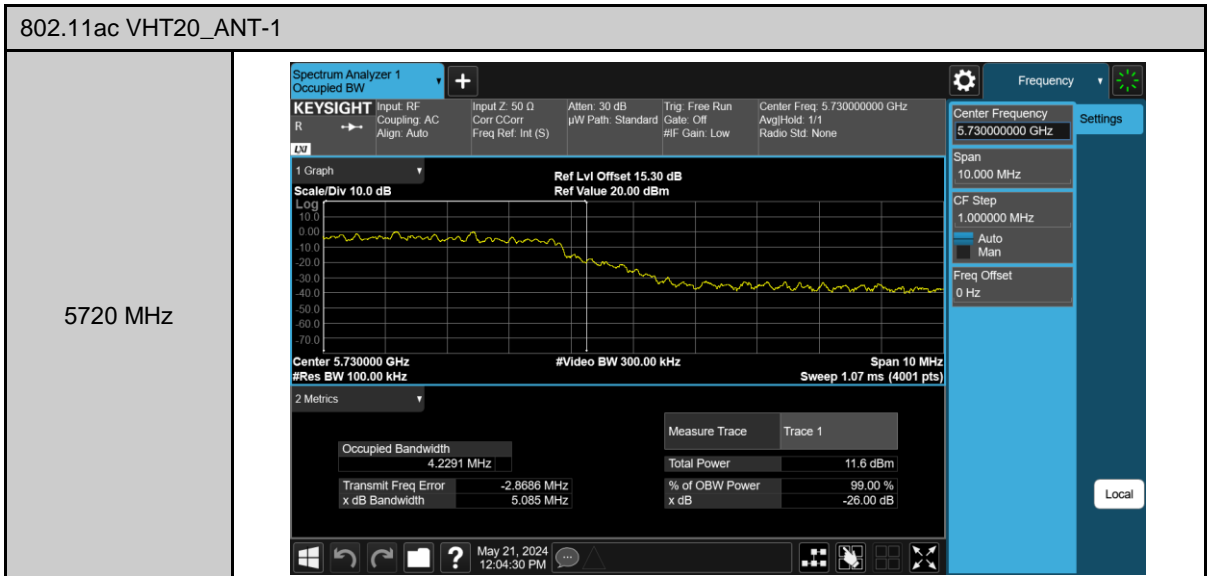 802.11ac VHT20_ANT-1
5720 MHz
Spectrum Analyzer 1
Occupied BW
Frequency
KEYSIGHT
R
LXI
Input: RF
Coupling: AC
Align: Auto
Input Z: 50 Ω
Corr CCorr
Freq Ref: Int (S)
Atten: 30 dB
µW Path: Standard
Trig: Free Run
Gate: Off
#IF Gain: Low
Center Freq: 5.730000000 GHz
Avg|Hold: 1/1
Radio Std: None
Center Frequency
5.730000000 GHz
Settings
Span
10.000 MHz
CF Step
1.000000 MHz
Auto
Man
Freq Offset
0 Hz
Local
1 Graph
Scale/Div 10.0 dB
Ref Lvl Offset 15.30 dB
Ref Value 20.00 dBm
Log
10.0
0.00
-10.0
-20.0
-30.0
-40.0
-50.0
-60.0
-70.0
Center 5.730000 GHz
#Video BW 300.00 kHz
Span 10 MHz
#Res BW 100.00 kHz
Sweep 1.07 ms (4001 pts)
2 Metrics
Measure Trace Trace 1
Occupied Bandwidth
4.2291 MHz
Total Power 11.6 dBm
Transmit Freq Error -2.8686 MHz
% of OBW Power 99.00 %
x dB Bandwidth 5.085 MHz
x dB -26.00 dB
May 21, 2024
12:04:30 PM